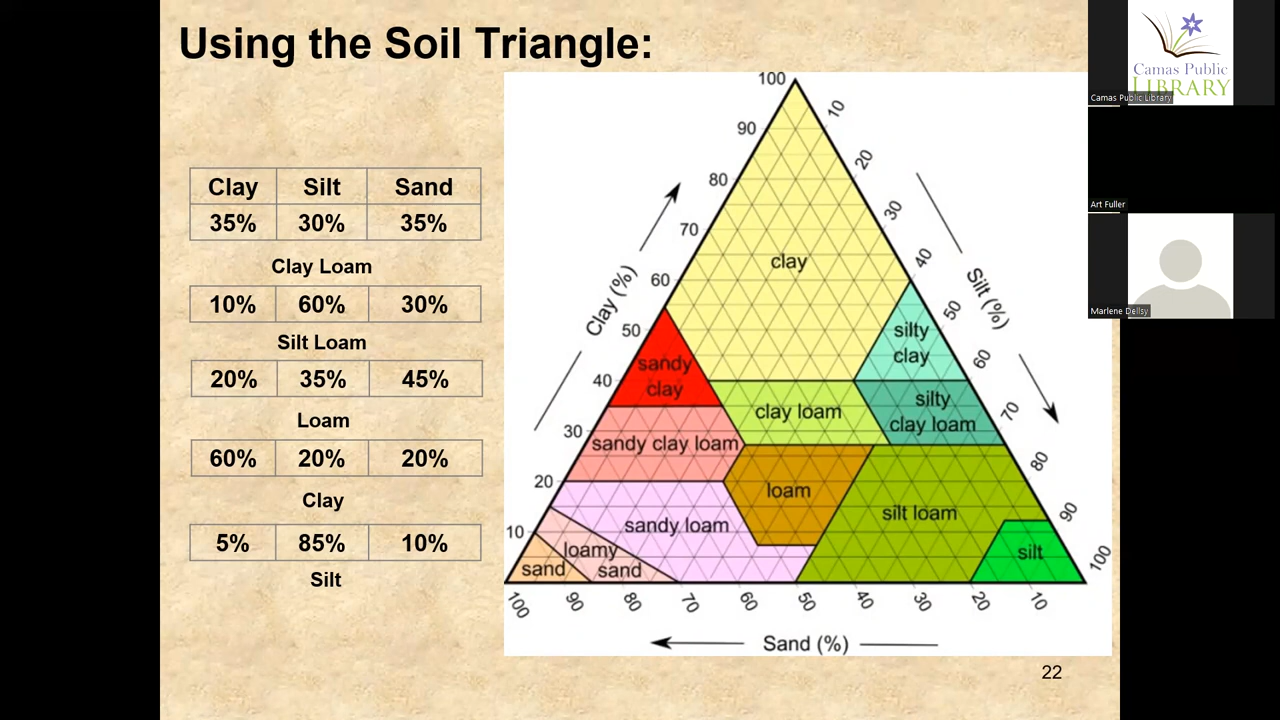 Using the Soil Triangle:
Clay Silt Sand
35% 30% 35%
Clay Loam
10% 60% 30%
Silt Loam
20% 35% 45%
Loam
60% 20% 20%
Clay
5% 85% 10%
Silt
100
90
80
70
60
50
40
30
20
10
Clay (%)
10
20
30
40
50
60
70
80
90
100
Silt (%)
clay
silty
clay
sandy
clay
clay loam
silty
clay loam
sandy clay loam
loam
silt loam
sandy loam
loamy
sand
sand
silt
100 90 80 70 60 50 40 30 20 10
Sand (%)
22
Camas Public
LIBRARY
Camas Public Library
Art Fuller
Marlene Dellsy